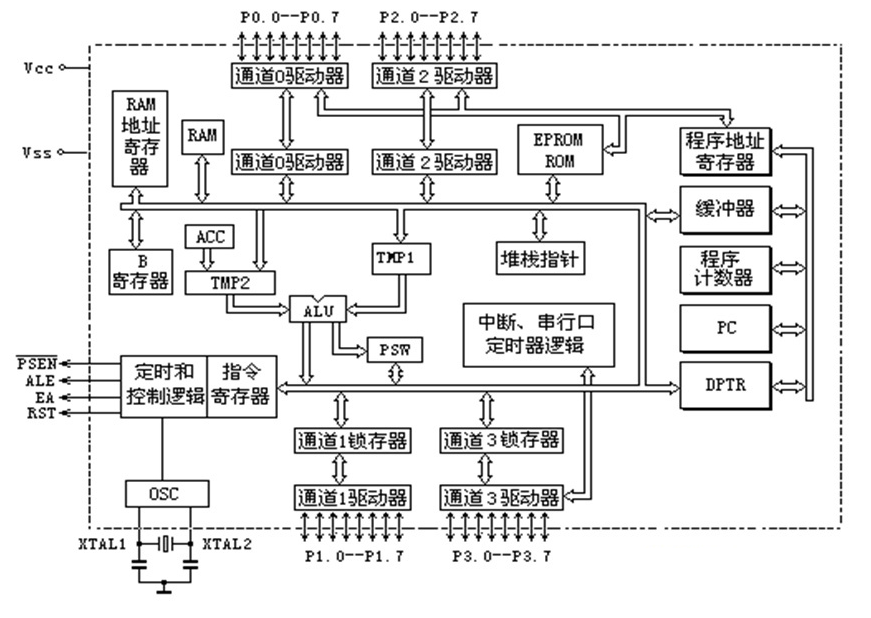 P0.0--P0.7
P2.0--P2.7
Vcc
通道0驱动器
通道2驱动器
RAM
地址
寄存
器
RAM
EPROM
ROM
程序地址
寄存器
Vss
通道0驱动器
通道2驱动器
缓冲器
ACC
B
寄存器
TMP2
TMP1
堆栈指针
程序
计数器
ALU
中断、串行口
定时器逻辑
PC
PSW
PSEN
ALE
EA
RST
定时和
控制逻辑
指令
寄存器
DPTR
通道1锁存器
通道3锁存器
OSC
通道1驱动器
通道3驱动器
XTAL1
XTAL2
P1.0--P1.7
P3.0--P3.7